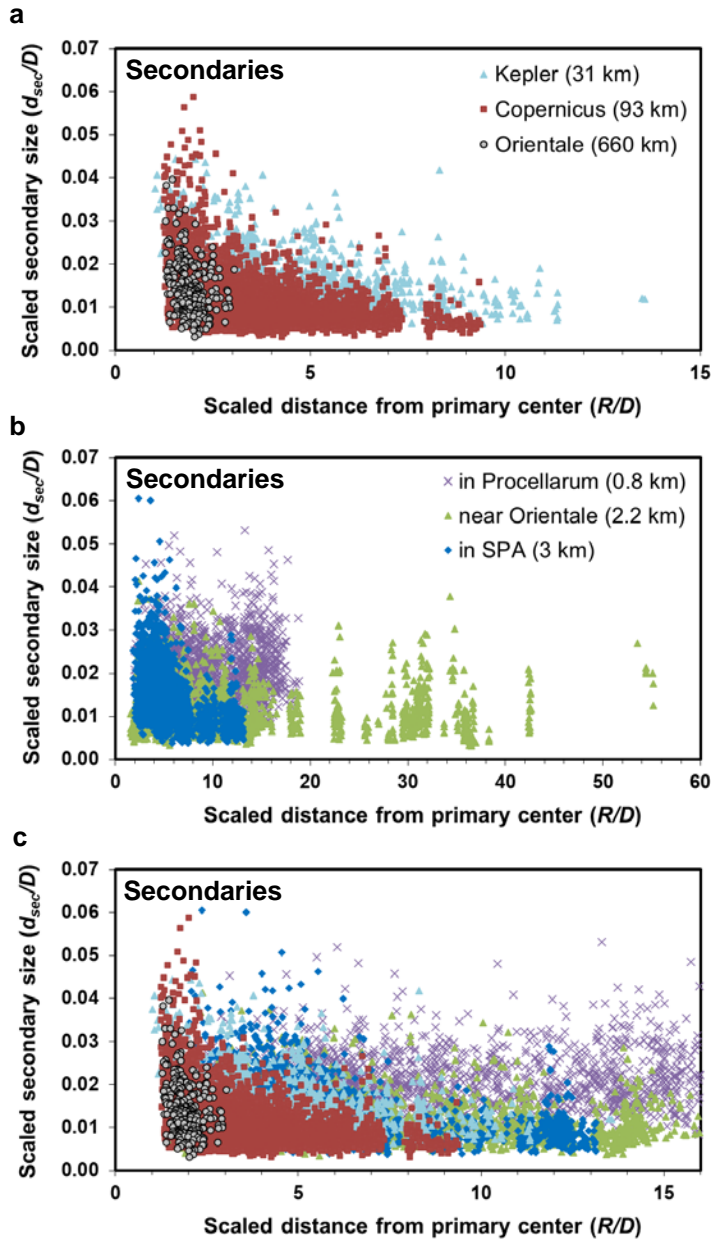 a
0.07
Secondaries
Kepler (31 km)
0.06
Copernicus (93 km)
0.05
Orientale (660 km)
0.04
0.03
0.02
0.01
0.00
Scaled secondary size (dsec/D)
0
5
10
15
Scaled distance from primary center (R/D)
b
0.07
Secondaries
in Procellarum (0.8 km)
0.06
near Orientale (2.2 km)
0.05
in SPA (3 km)
0.04
0.03
0.02
0.01
0.00
Scaled secondary size (dsec/D)
0
10
20
30
40
50
60
Scaled distance from primary center (R/D)
c
0.07
Secondaries
0.06
0.05
0.04
0.03
0.02
0.01
0.00
Scaled secondary size (dsec/D)
0
5
10
15
Scaled distance from primary center (R/D)